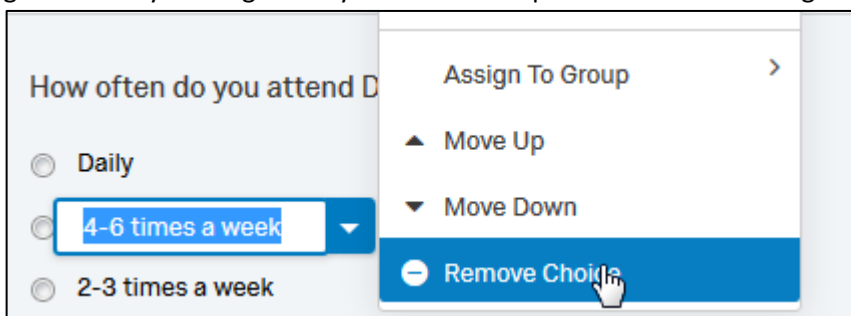 How often do you attend D
Daily
4-6 times a week
2-3 times a week
Assign To Group
Move Up
Move Down
Remove Choice